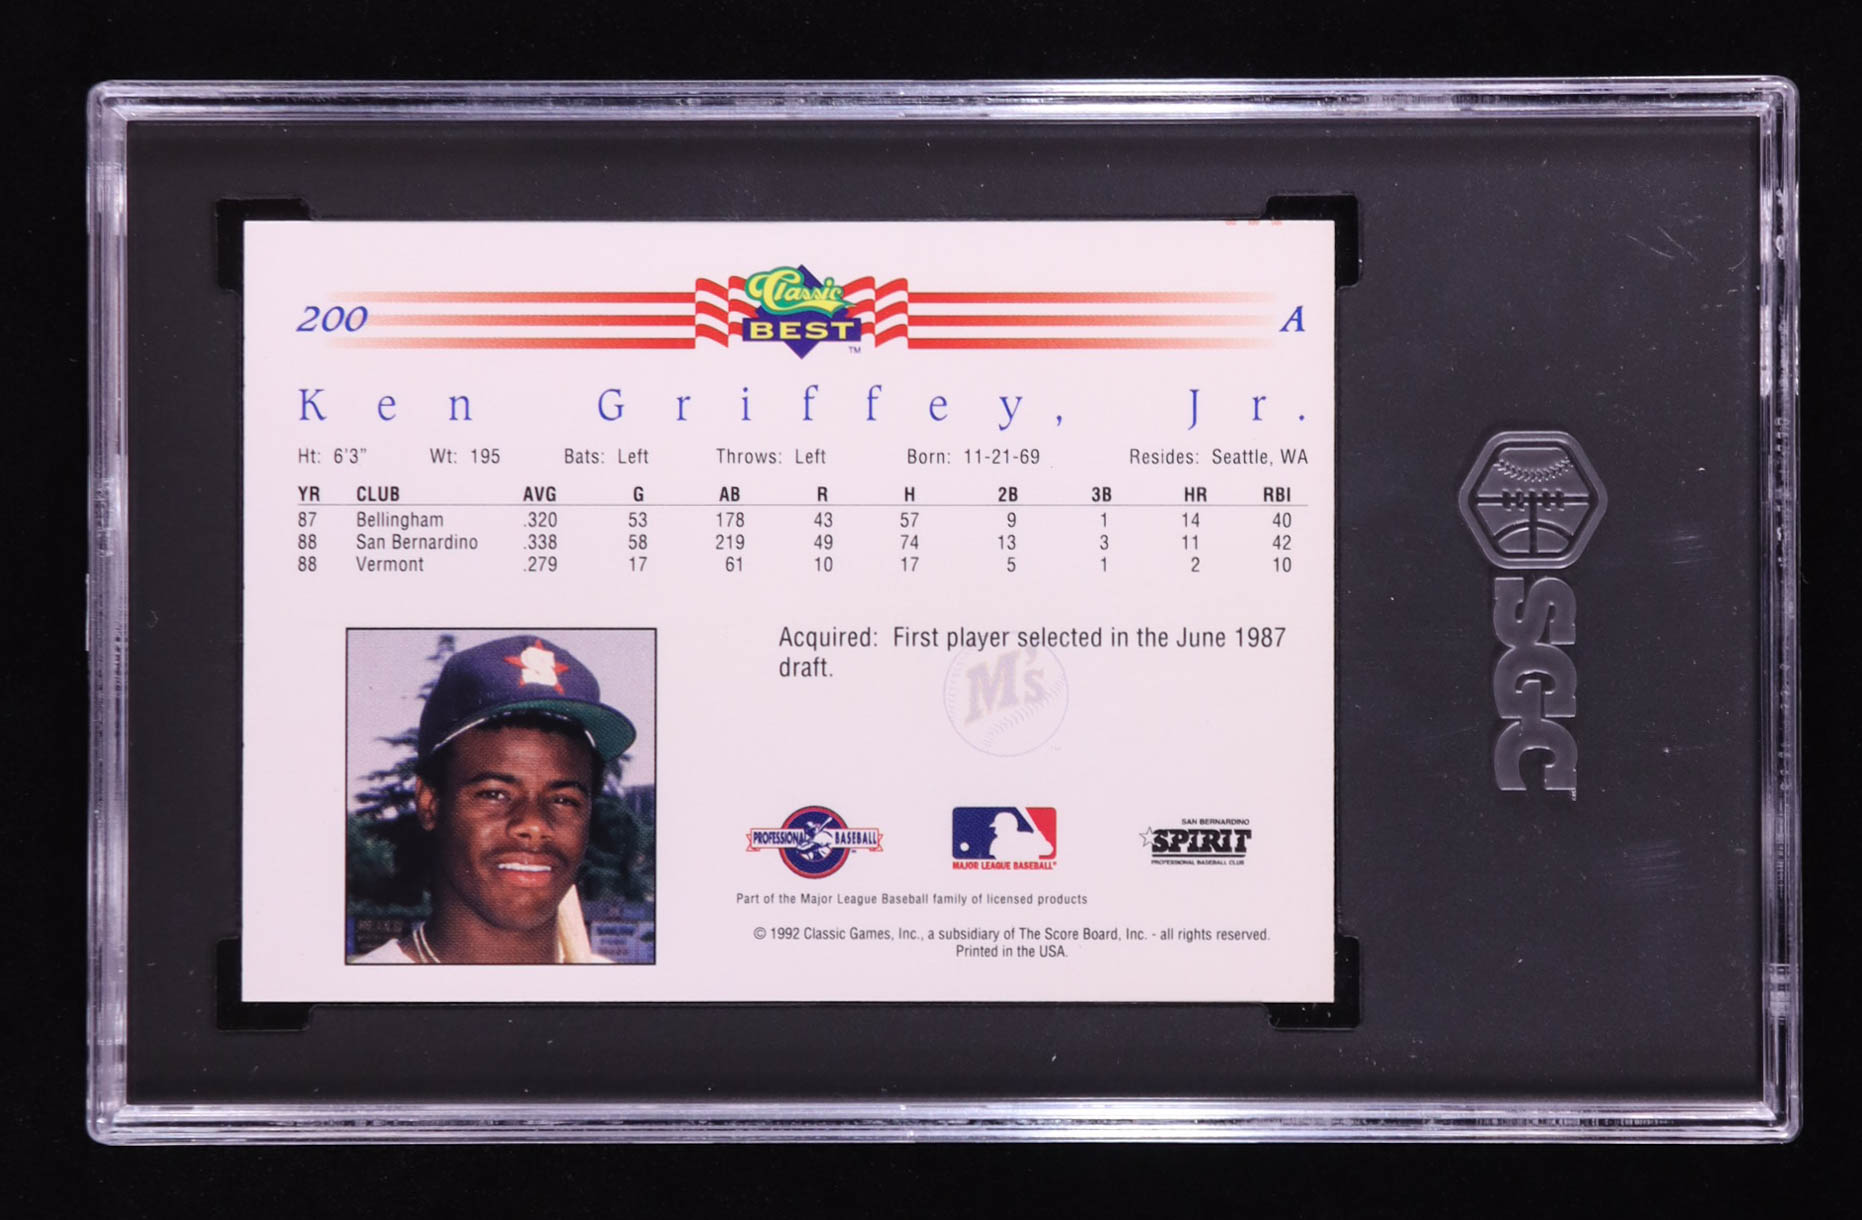 200
Classic
BEST
TM
A
Ken Griffey, Jr.
Ht: 6'3" Wt: 195 Bats: Left Throws: Left Born: 11-21-69 Resides: Seattle, WA
YR CLUB AVG G AB R H 2B 3B HR RBI
87 Bellingham .320 53 178 43 57 9 1 14 40
88 San Bernardino .338 58 219 49 74 13 3 11 42
88 Vermont .279 17 61 10 17 5 1 2 10
Acquired: First player selected in the June 1987
draft.
M's
S
PROFESSIONAL BASEBALL
MAJOR LEAGUE BASEBALL
SAN BERNARDINO
SPIRIT
PROFESSIONAL BASEBALL CLUB
Part of the Major League Baseball family of licensed products
© 1992 Classic Games, Inc., a subsidiary of The Score Board, Inc. - all rights reserved.
Printed in the USA.
SGC